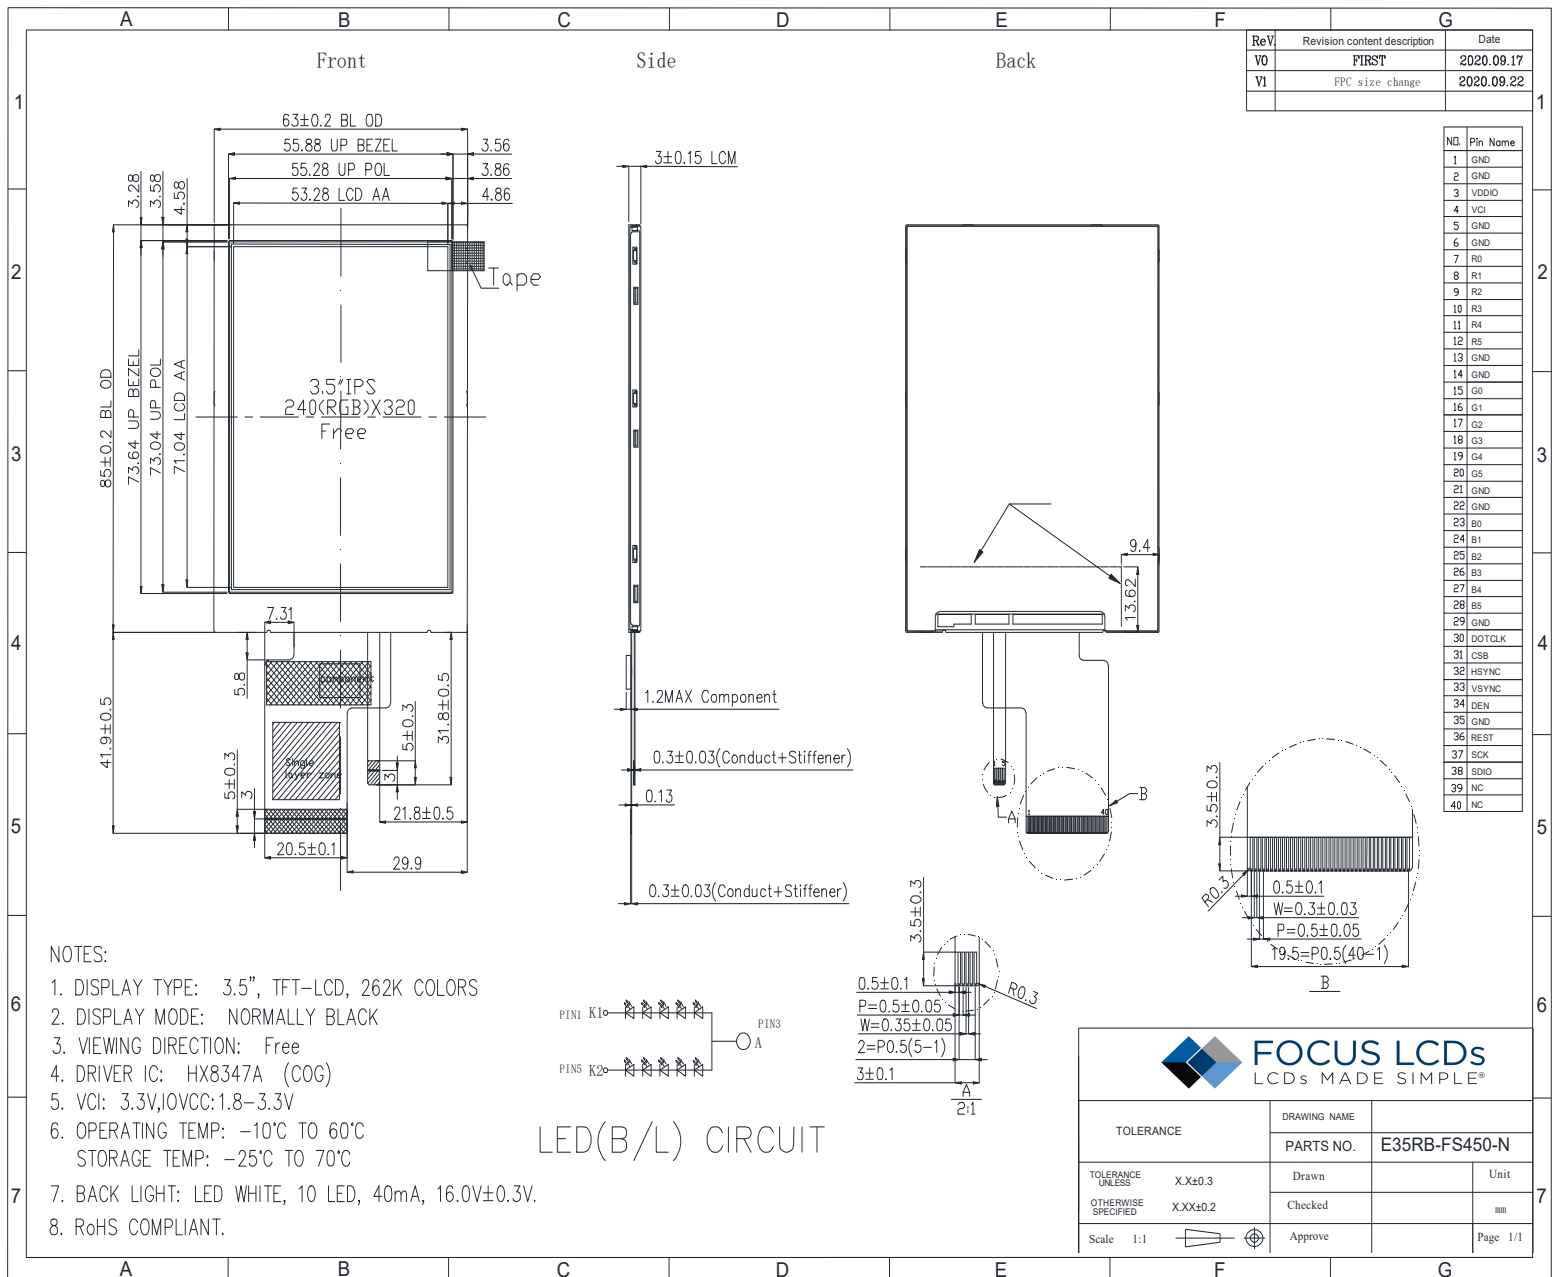 A B C D E F G
Front Side Back
ReV. Revision content description Date
V0 FIRST 2020.09.17
V1 FPC size change 2020.09.22
1 1
2 2
3 3
4 4
5 5
6 6
7 7
63±0.2 BL OD
55.88 UP BEZEL 3.56
55.28 UP POL 3.86
53.28 LCD AA 4.86
3.28
3.58
4.58
85±0.2 BL OD
73.64 UP BEZEL
73.04 UP POL
71.04 LCD AA
Tape
3.5"IPS
240(RGB)X320
Free
7.31
5.8
Component
41.9±0.5
5±0.3
3
Single
layer zone
5±0.3
3
31.8±0.5
21.8±0.5
20.5±0.1
29.9
3±0.15 LCM
1.2MAX Component
0.3±0.03(Conduct+Stiffener)
0.13
0.3±0.03(Conduct+Stiffener)
9.4
13.62
A
1 40
B
3.5±0.3
0.5±0.1
P=0.5±0.05
W=0.35±0.05
2=P0.5(5-1)
3±0.1
R0.3
A
2:1
3.5±0.3
R0.3
0.5±0.1
W=0.3±0.03
P=0.5±0.05
19.5=P0.5(40-1)
B
NO. Pin Name
1 GND
2 GND
3 VDDIO
4 VCI
5 GND
6 GND
7 R0
8 R1
9 R2
10 R3
11 R4
12 R5
13 GND
14 GND
15 G0
16 G1
17 G2
18 G3
19 G4
20 G5
21 GND
22 GND
23 B0
24 B1
25 B2
26 B3
27 B4
28 B5
29 GND
30 DOTCLK
31 CSB
32 HSYNC
33 VSYNC
34 DEN
35 GND
36 REST
37 SCK
38 SDIO
39 NC
40 NC
NOTES:
1. DISPLAY TYPE: 3.5”, TFT-LCD, 262K COLORS
2. DISPLAY MODE: NORMALLY BLACK
3. VIEWING DIRECTION: Free
4. DRIVER IC: HX8347A (COG)
5. VCI: 3.3V,IOVCC:1.8-3.3V
6. OPERATING TEMP: -10°C TO 60°C
STORAGE TEMP: -25°C TO 70°C
7. BACK LIGHT: LED WHITE, 10 LED, 40mA, 16.0V±0.3V.
8. RoHS COMPLIANT.
PIN1 K1
PIN3
A
PIN5 K2
LED(B/L) CIRCUIT
FOCUS LCDs
LCDs MADE SIMPLE®
TOLERANCE
DRAWING NAME
PARTS NO. E35RB-FS450-N
TOLERANCE UNLESS X.X±0.3
OTHERWISE SPECIFIED X.XX±0.2
Drawn Unit
Checked mm
Scale 1:1 Approve Page 1/1
A B C D E F G